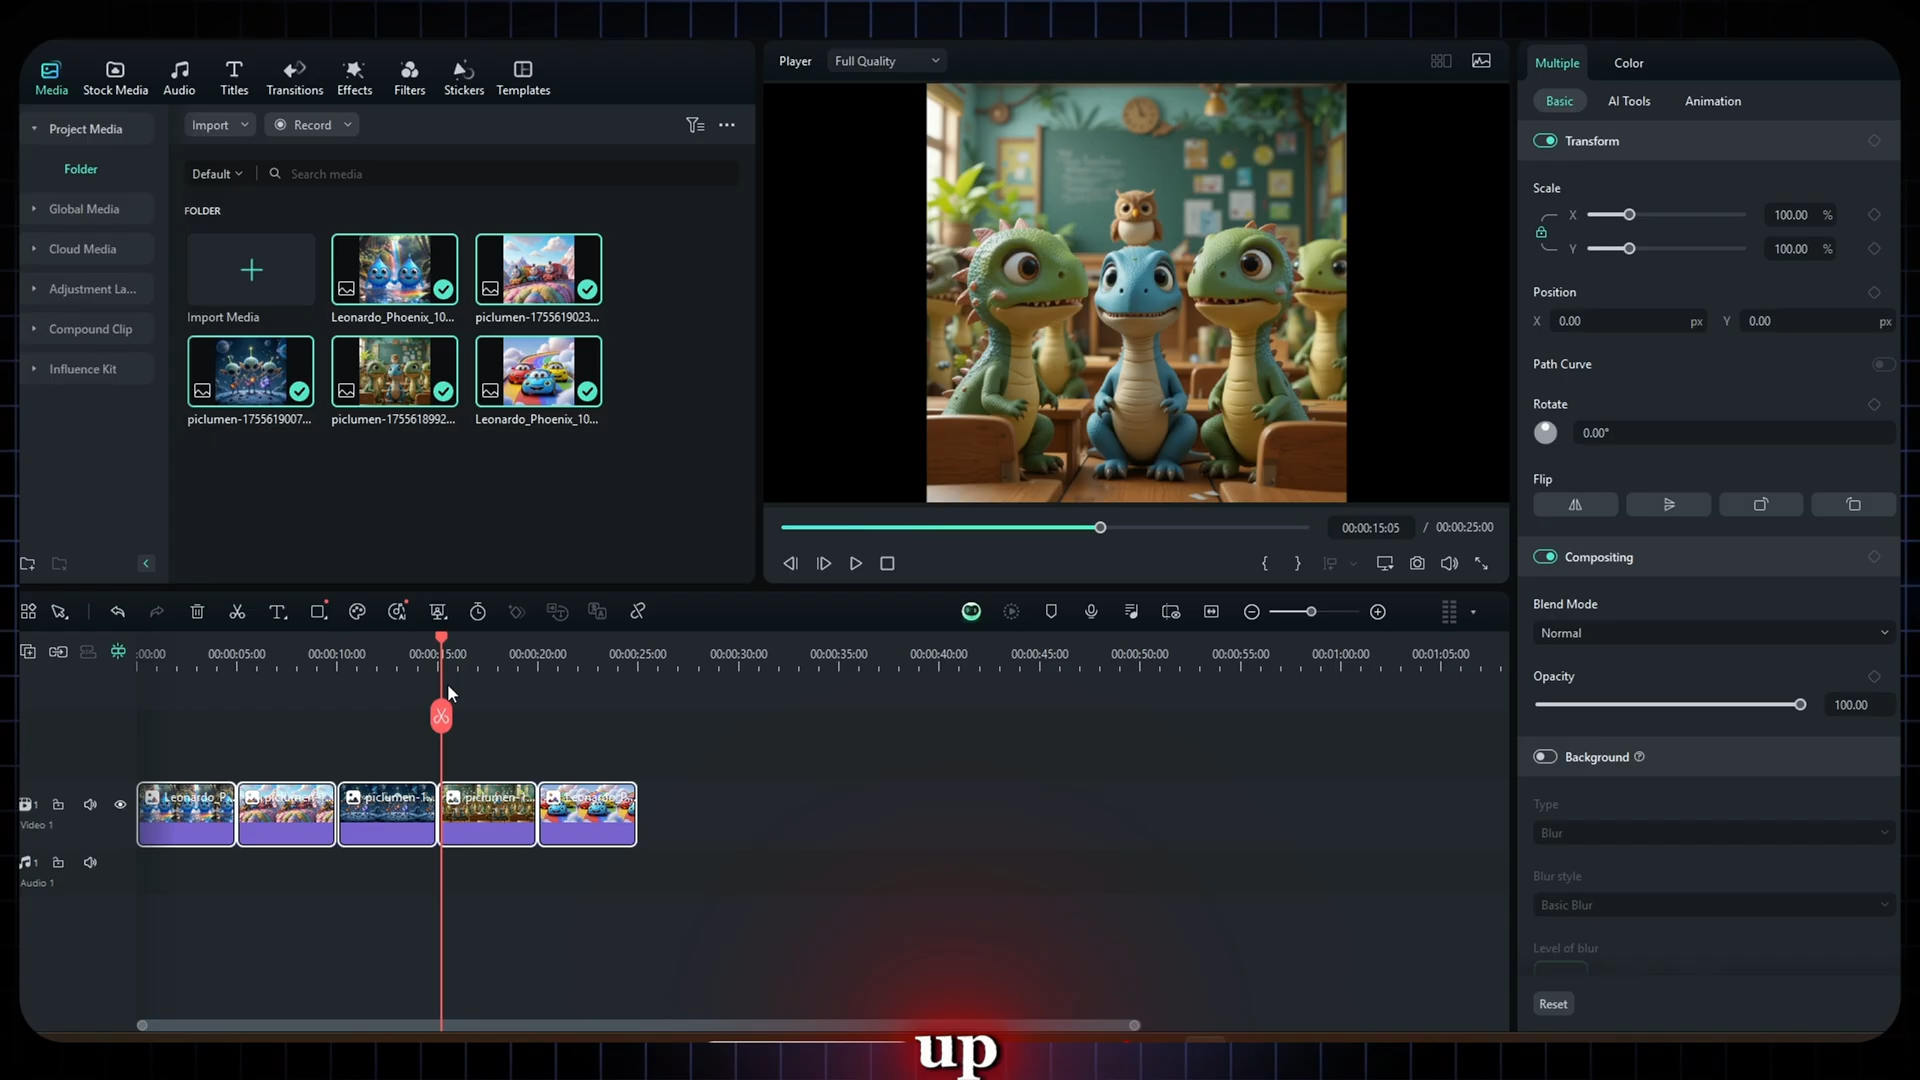 Media
Stock Media
Audio
Titles
Transitions
Effects
Filters
Stickers
Templates
Project Media
Folder
Global Media
Cloud Media
Adjustment La...
Compound Clip
Influence Kit
Import
Record
Default
Search media
FOLDER
Import Media
Leonardo_Phoenix_10...
piclumen-1755619023...
piclumen-1755619007...
piclumen-1755618992...
Leonardo_Phoenix_10...
Player
Full Quality
00:00:15:05 / 00:00:25:00
Multiple
Color
Basic
AI Tools
Animation
Transform
Scale
X 100.00 %
Y 100.00 %
Position
X 0.00 px Y 0.00 px
Path Curve
Rotate
0.00°
Flip
Compositing
Blend Mode
Normal
Opacity
100.00
Background
Type
Blur
Blur style
Basic Blur
Level of blur
Reset
:00:00
00:00:05:00
00:00:10:00
00:00:15:00
00:00:20:00
00:00:25:00
00:00:30:00
00:00:35:00
00:00:40:00
00:00:45:00
00:00:50:00
00:00:55:00
00:01:00:00
00:01:05:00
1
Video 1
Leonardo_P...
piclumen-1...
piclumen-1...
1
Audio 1
up